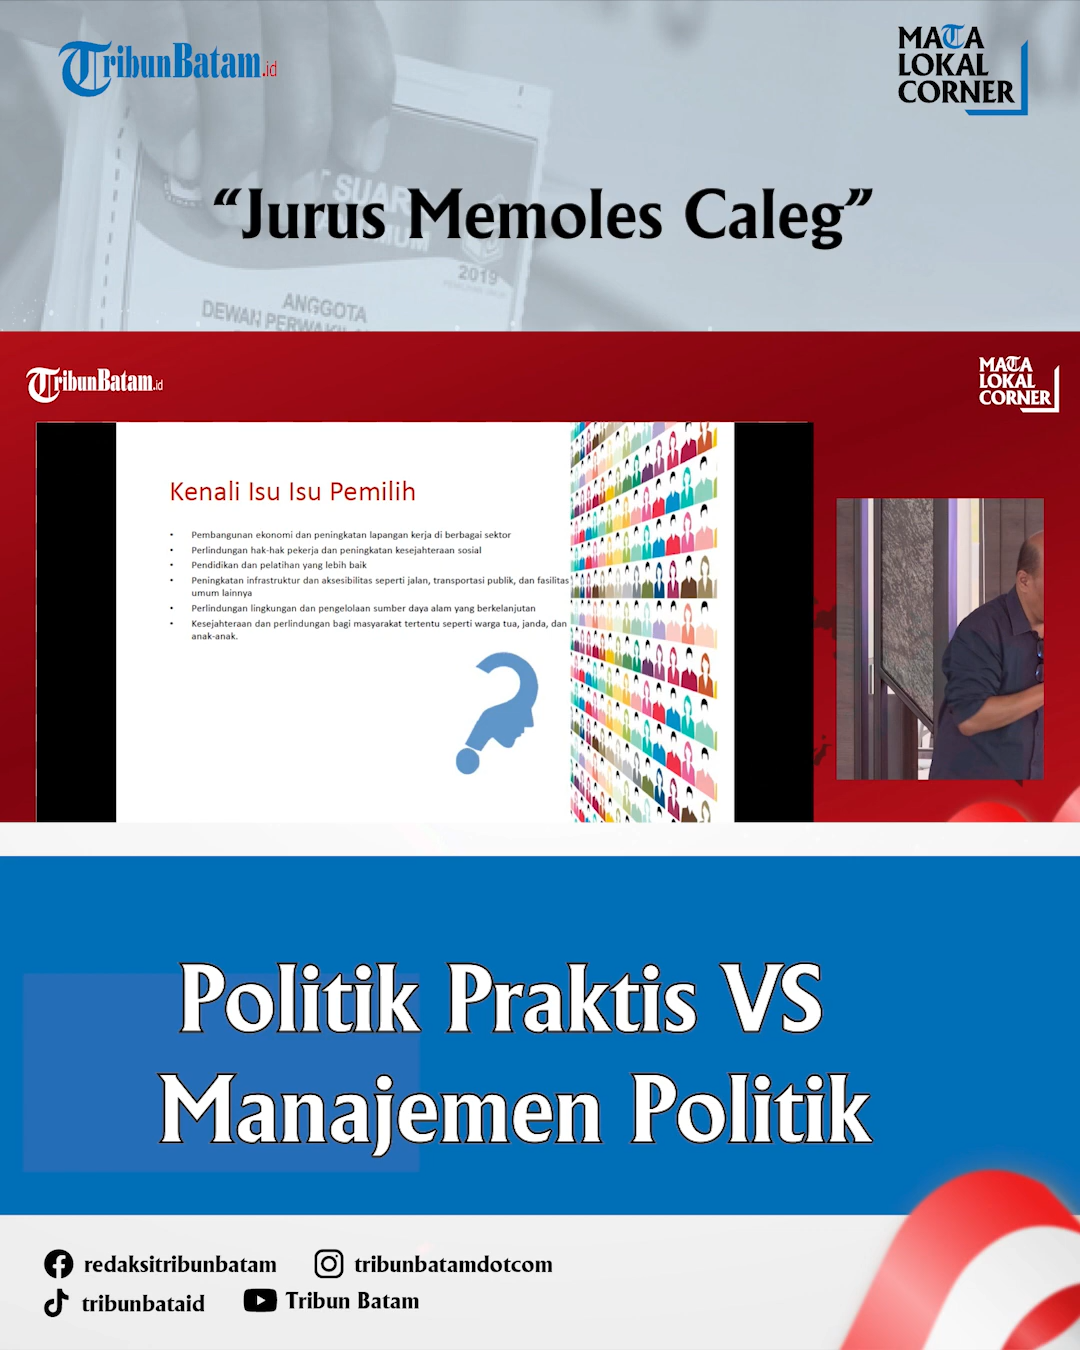 TribunBatam.id
MATA
LOKAL
CORNER
SUARA
UMUM
2019
ANGGOTA
DEWAN PERWAKIL
"Jurus Memoles Caleg"
TribunBatam.id
MATA
LOKAL
CORNER
Kenali Isu Isu Pemilih
• Pembangunan ekonomi dan peningkatan lapangan kerja di berbagai sektor
• Perlindungan hak-hak pekerja dan peningkatan kesejahteraan sosial
• Pendidikan dan pelatihan yang lebih baik
• Peningkatan infrastruktur dan aksesibilitas seperti jalan, transportasi publik, dan fasilitas
umum lainnya
• Perlindungan lingkungan dan pengelolaan sumber daya alam yang berkelanjutan
• Kesejahteraan dan perlindungan bagi masyarakat tertentu seperti warga tua, janda, dan
anak-anak.
Politik Praktis VS
Manajemen Politik
redaksitribunbatam
tribunbatamdotcom
tribunbataid
Tribun Batam